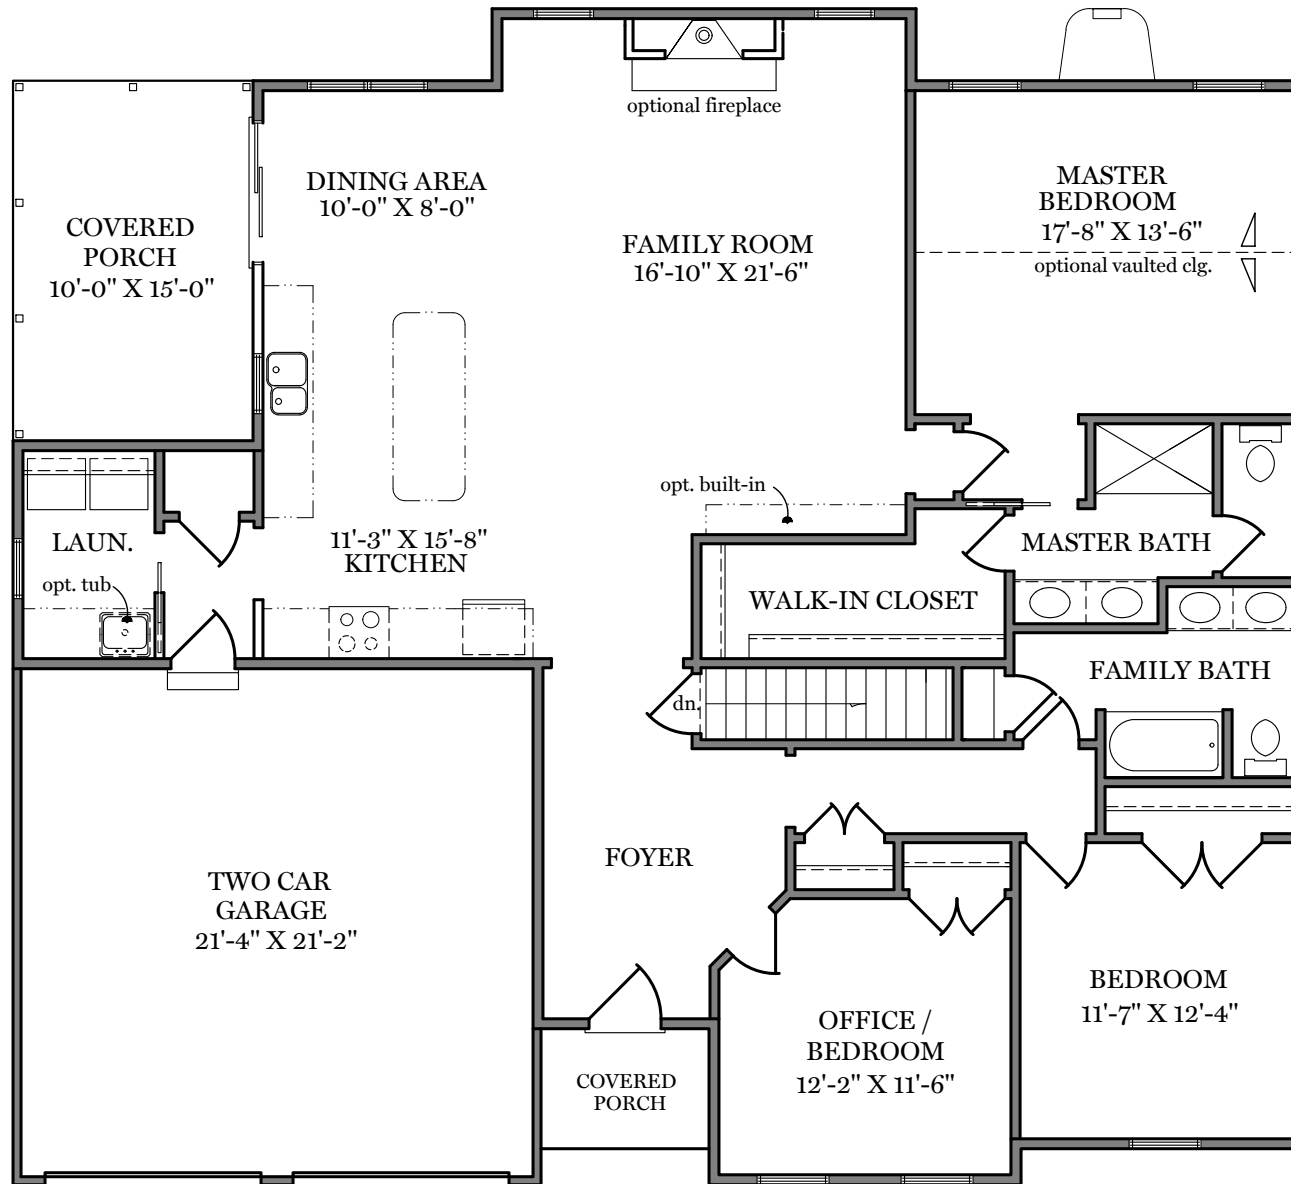 optional fireplace
DINING AREA
10'-0" X 8'-0"
COVERED
PORCH
10'-0" X 15'-0"
FAMILY ROOM
16'-10" X 21'-6"
MASTER
BEDROOM
17'-8" X 13'-6"
optional vaulted clg.
opt. built-in
LAUN.
opt. tub
11'-3" X 15'-8"
KITCHEN
MASTER BATH
WALK-IN CLOSET
FAMILY BATH
dn.
FOYER
TWO CAR
GARAGE
21'-4" X 21'-2"
BEDROOM
11'-7" X 12'-4"
OFFICE /
BEDROOM
12'-2" X 11'-6"
COVERED
PORCH